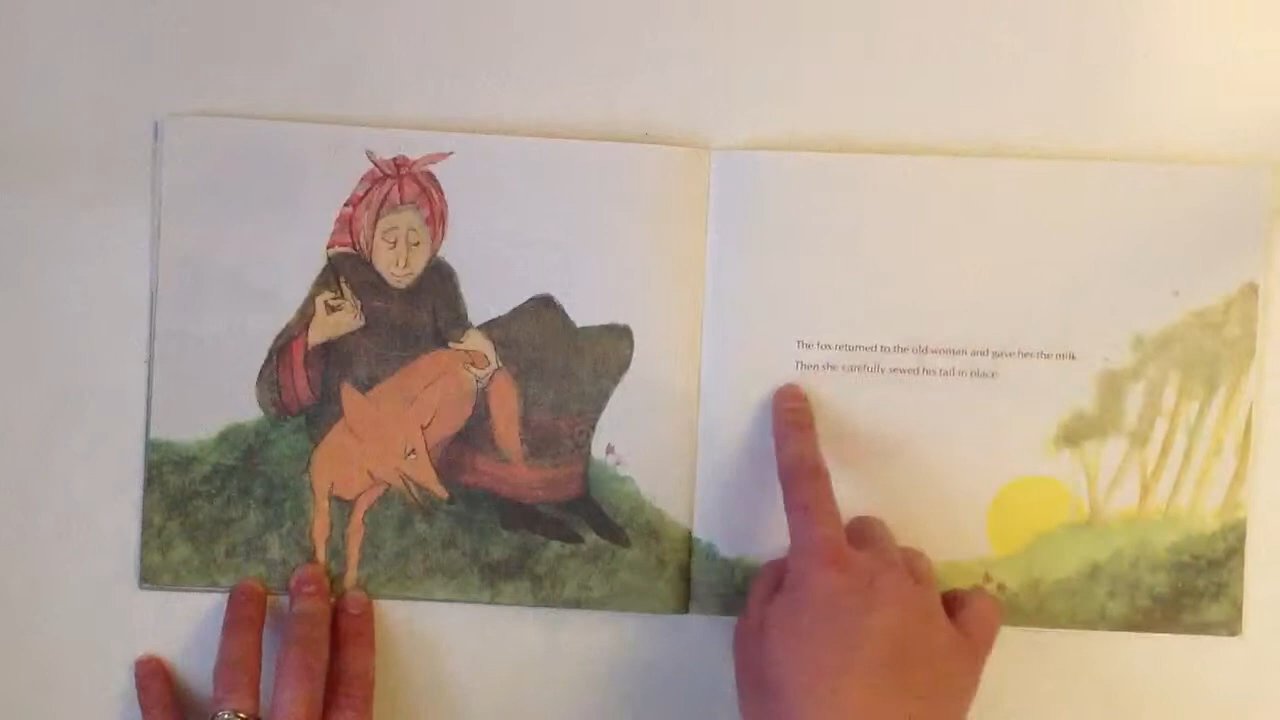 The fox returned to the old woman and gave her the milk.
Then she carefully sewed his tail in place.